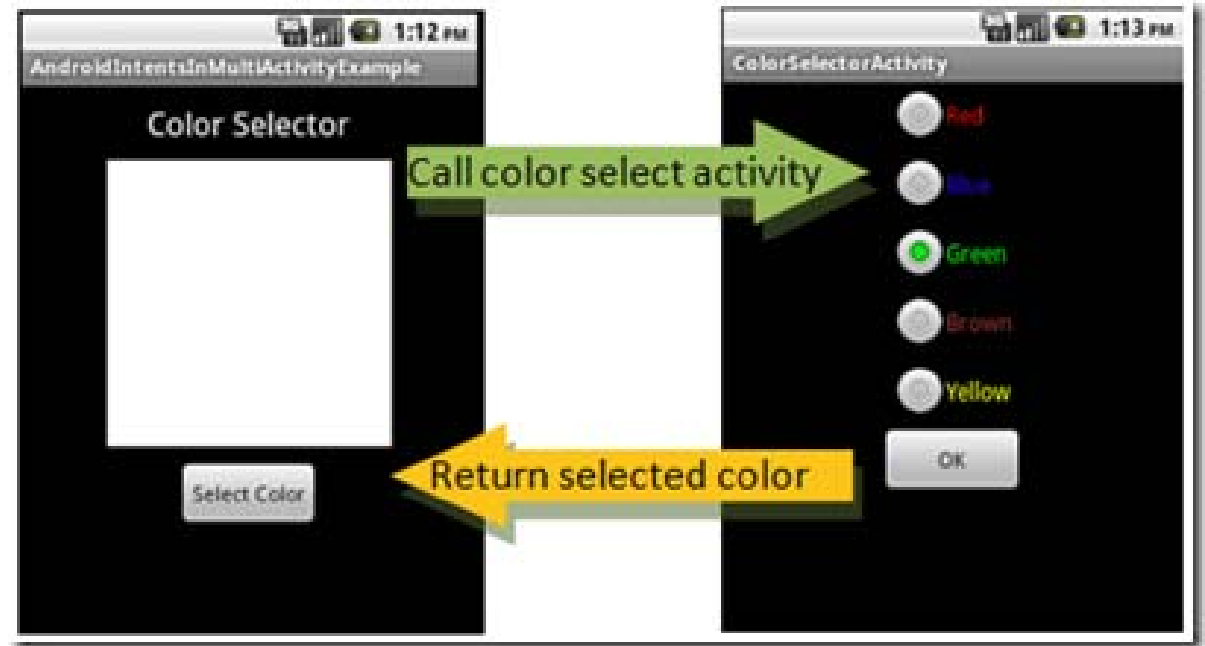 1:12 PM
AndroidIntentsInMultiActivityExample
Color Selector
Select Color
Call color select activity
Return selected color
1:13 PM
ColorSelectorActivity
Red
Blue
Green
Brown
Yellow
OK